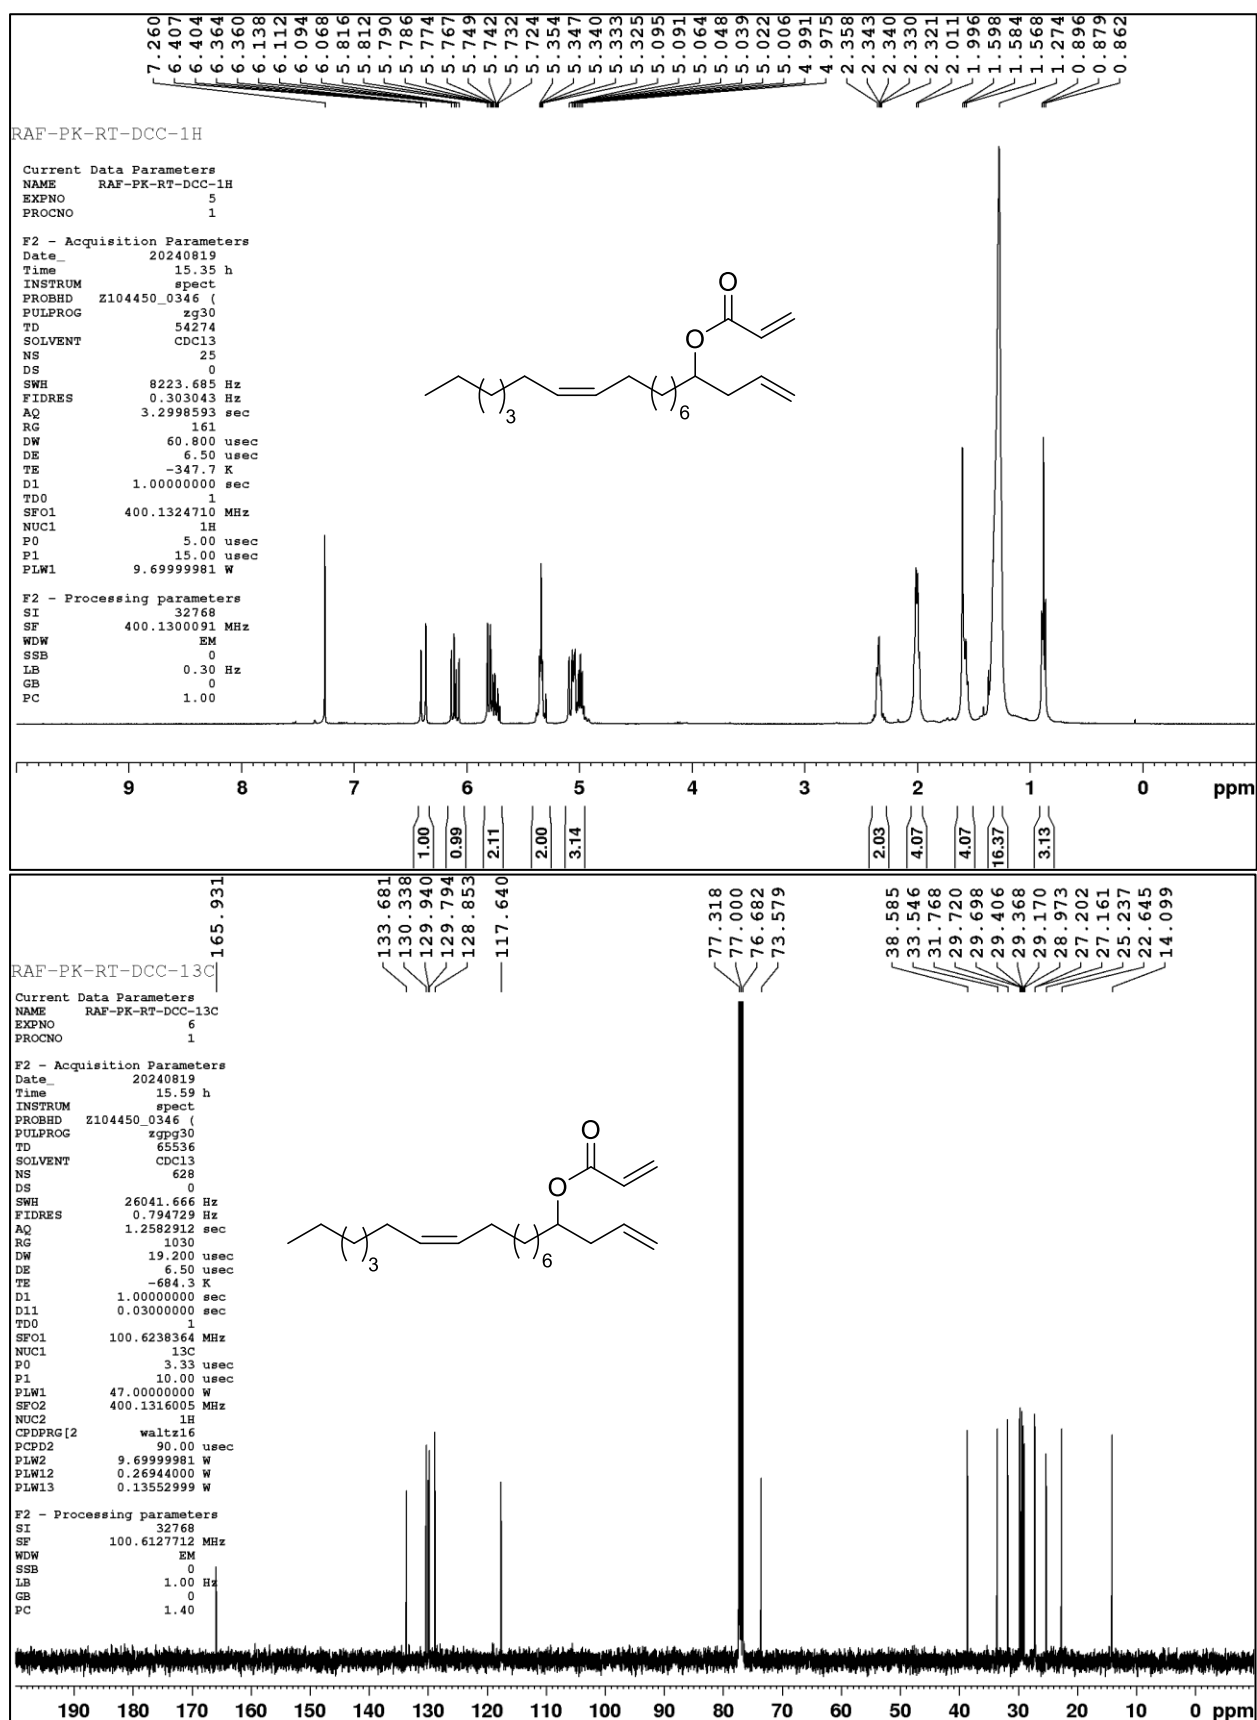 7.260
6.407
6.404
6.364
6.360
6.138
6.112
6.094
6.068
5.816
5.812
5.790
5.786
5.774
5.767
5.749
5.742
5.732
5.724
5.354
5.347
5.340
5.333
5.325
5.095
5.091
5.064
5.048
5.039
5.022
5.006
4.991
4.975
2.358
2.343
2.340
2.330
2.321
2.011
1.996
1.598
1.584
1.568
1.274
0.896
0.879
0.862
RAF-PK-RT-DCC-1H
Current Data Parameters
NAME RAF-PK-RT-DCC-1H
EXPNO 5
PROCNO 1
F2 - Acquisition Parameters
Date_ 20240819
Time 15.35 h
INSTRUM spect
PROBHD Z104450_0346 (
PULPROG zg30
TD 54274
SOLVENT CDCl3
NS 25
DS 0
SWH 8223.685 Hz
FIDRES 0.303043 Hz
AQ 3.2998593 sec
RG 161
DW 60.800 usec
DE 6.50 usec
TE -347.7 K
D1 1.00000000 sec
TD0 1
SFO1 400.1324710 MHz
NUC1 1H
P0 5.00 usec
P1 15.00 usec
PLW1 9.69999981 W
F2 - Processing parameters
SI 32768
SF 400.1300091 MHz
WDW EM
SSB 0
LB 0.30 Hz
GB 0
PC 1.00
O
O
3
6
9 8 7 6 5 4 3 2 1 0 ppm
1.00 0.99 2.11 2.00 3.14 2.03 4.07 4.07 16.37 3.13
165.931
133.681
130.338
129.940
129.794
128.853
117.640
77.318
77.000
76.682
73.579
38.585
33.546
31.768
29.720
29.698
29.406
29.368
29.170
28.973
27.202
27.161
25.237
22.645
14.099
RAF-PK-RT-DCC-13C
Current Data Parameters
NAME RAF-PK-RT-DCC-13C
EXPNO 6
PROCNO 1
F2 - Acquisition Parameters
Date_ 20240819
Time 15.59 h
INSTRUM spect
PROBHD Z104450_0346 (
PULPROG zgpg30
TD 65536
SOLVENT CDCl3
NS 628
DS 0
SWH 26041.666 Hz
FIDRES 0.794729 Hz
AQ 1.2582912 sec
RG 1030
DW 19.200 usec
DE 6.50 usec
TE -684.3 K
D1 1.00000000 sec
D11 0.03000000 sec
TD0 1
SFO1 100.6238364 MHz
NUC1 13C
P0 3.33 usec
P1 10.00 usec
PLW1 47.00000000 W
SFO2 400.1316005 MHz
NUC2 1H
CPDPRG[2 waltz16
PCPD2 90.00 usec
PLW2 9.69999981 W
PLW12 0.26944000 W
PLW13 0.13552999 W
F2 - Processing parameters
SI 32768
SF 100.6127712 MHz
WDW EM
SSB 0
LB 1.00 Hz
GB 0
PC 1.40
O
O
3
6
190 180 170 160 150 140 130 120 110 100 90 80 70 60 50 40 30 20 10 0 ppm